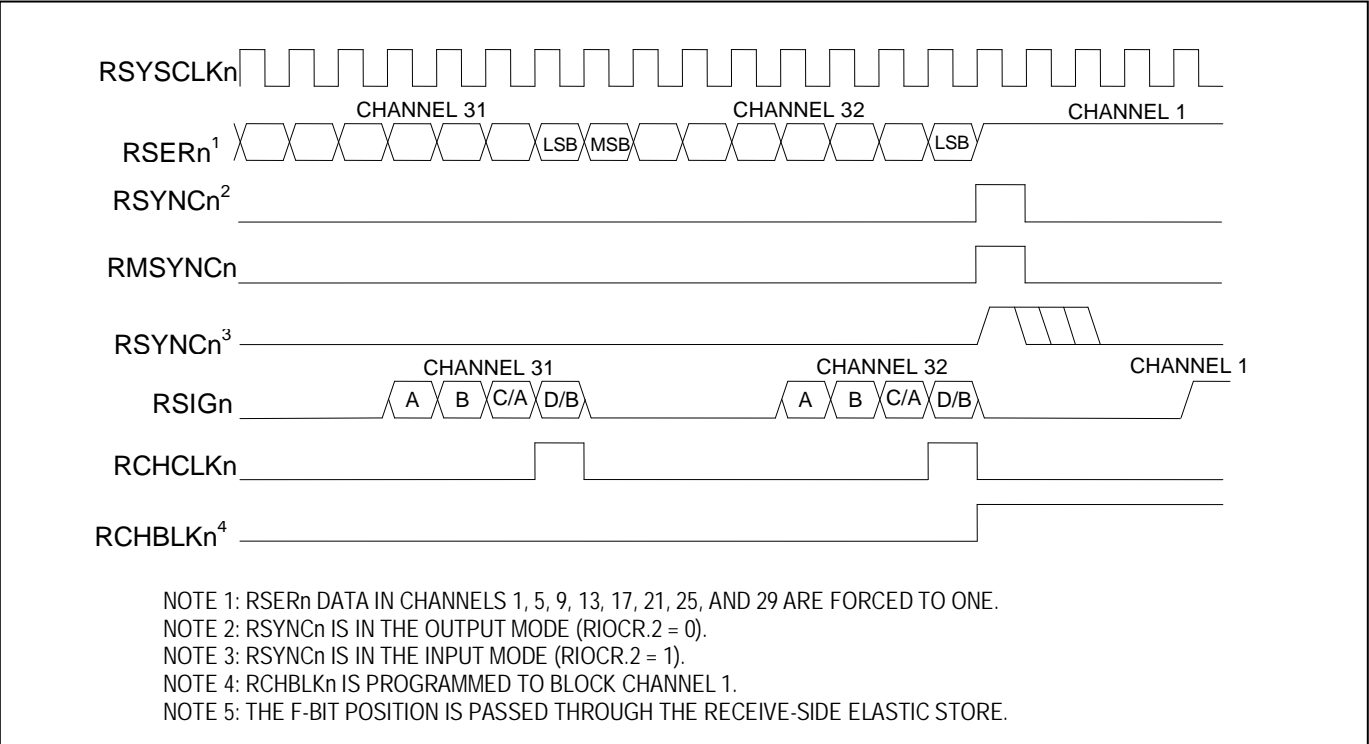 RSYSCLKn
CHANNEL 31 CHANNEL 32 CHANNEL 1
RSERn1 LSB MSB LSB
RSYNCn2
RMSYNCn
RSYNCn3
CHANNEL 31 CHANNEL 32 CHANNEL 1
RSIGn A B C/A D/B A B C/A D/B
RCHCLKn
RCHBLKn4
NOTE 1: RSERn DATA IN CHANNELS 1, 5, 9, 13, 17, 21, 25, AND 29 ARE FORCED TO ONE.
NOTE 2: RSYNCn IS IN THE OUTPUT MODE (RIOCR.2 = 0).
NOTE 3: RSYNCn IS IN THE INPUT MODE (RIOCR.2 = 1).
NOTE 4: RCHBLKn IS PROGRAMMED TO BLOCK CHANNEL 1.
NOTE 5: THE F-BIT POSITION IS PASSED THROUGH THE RECEIVE-SIDE ELASTIC STORE.